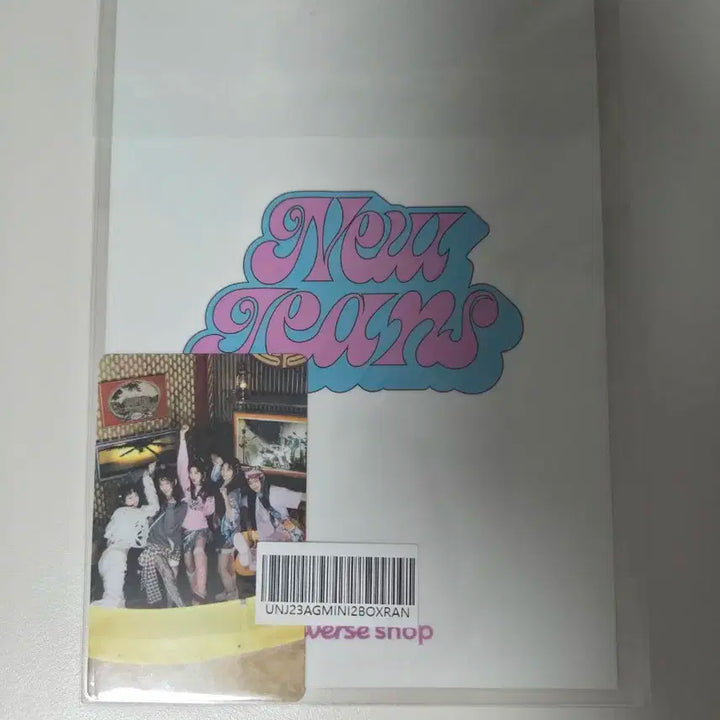 New
Jeans
UNJ23AGMINI2BOXRAN
verse shop